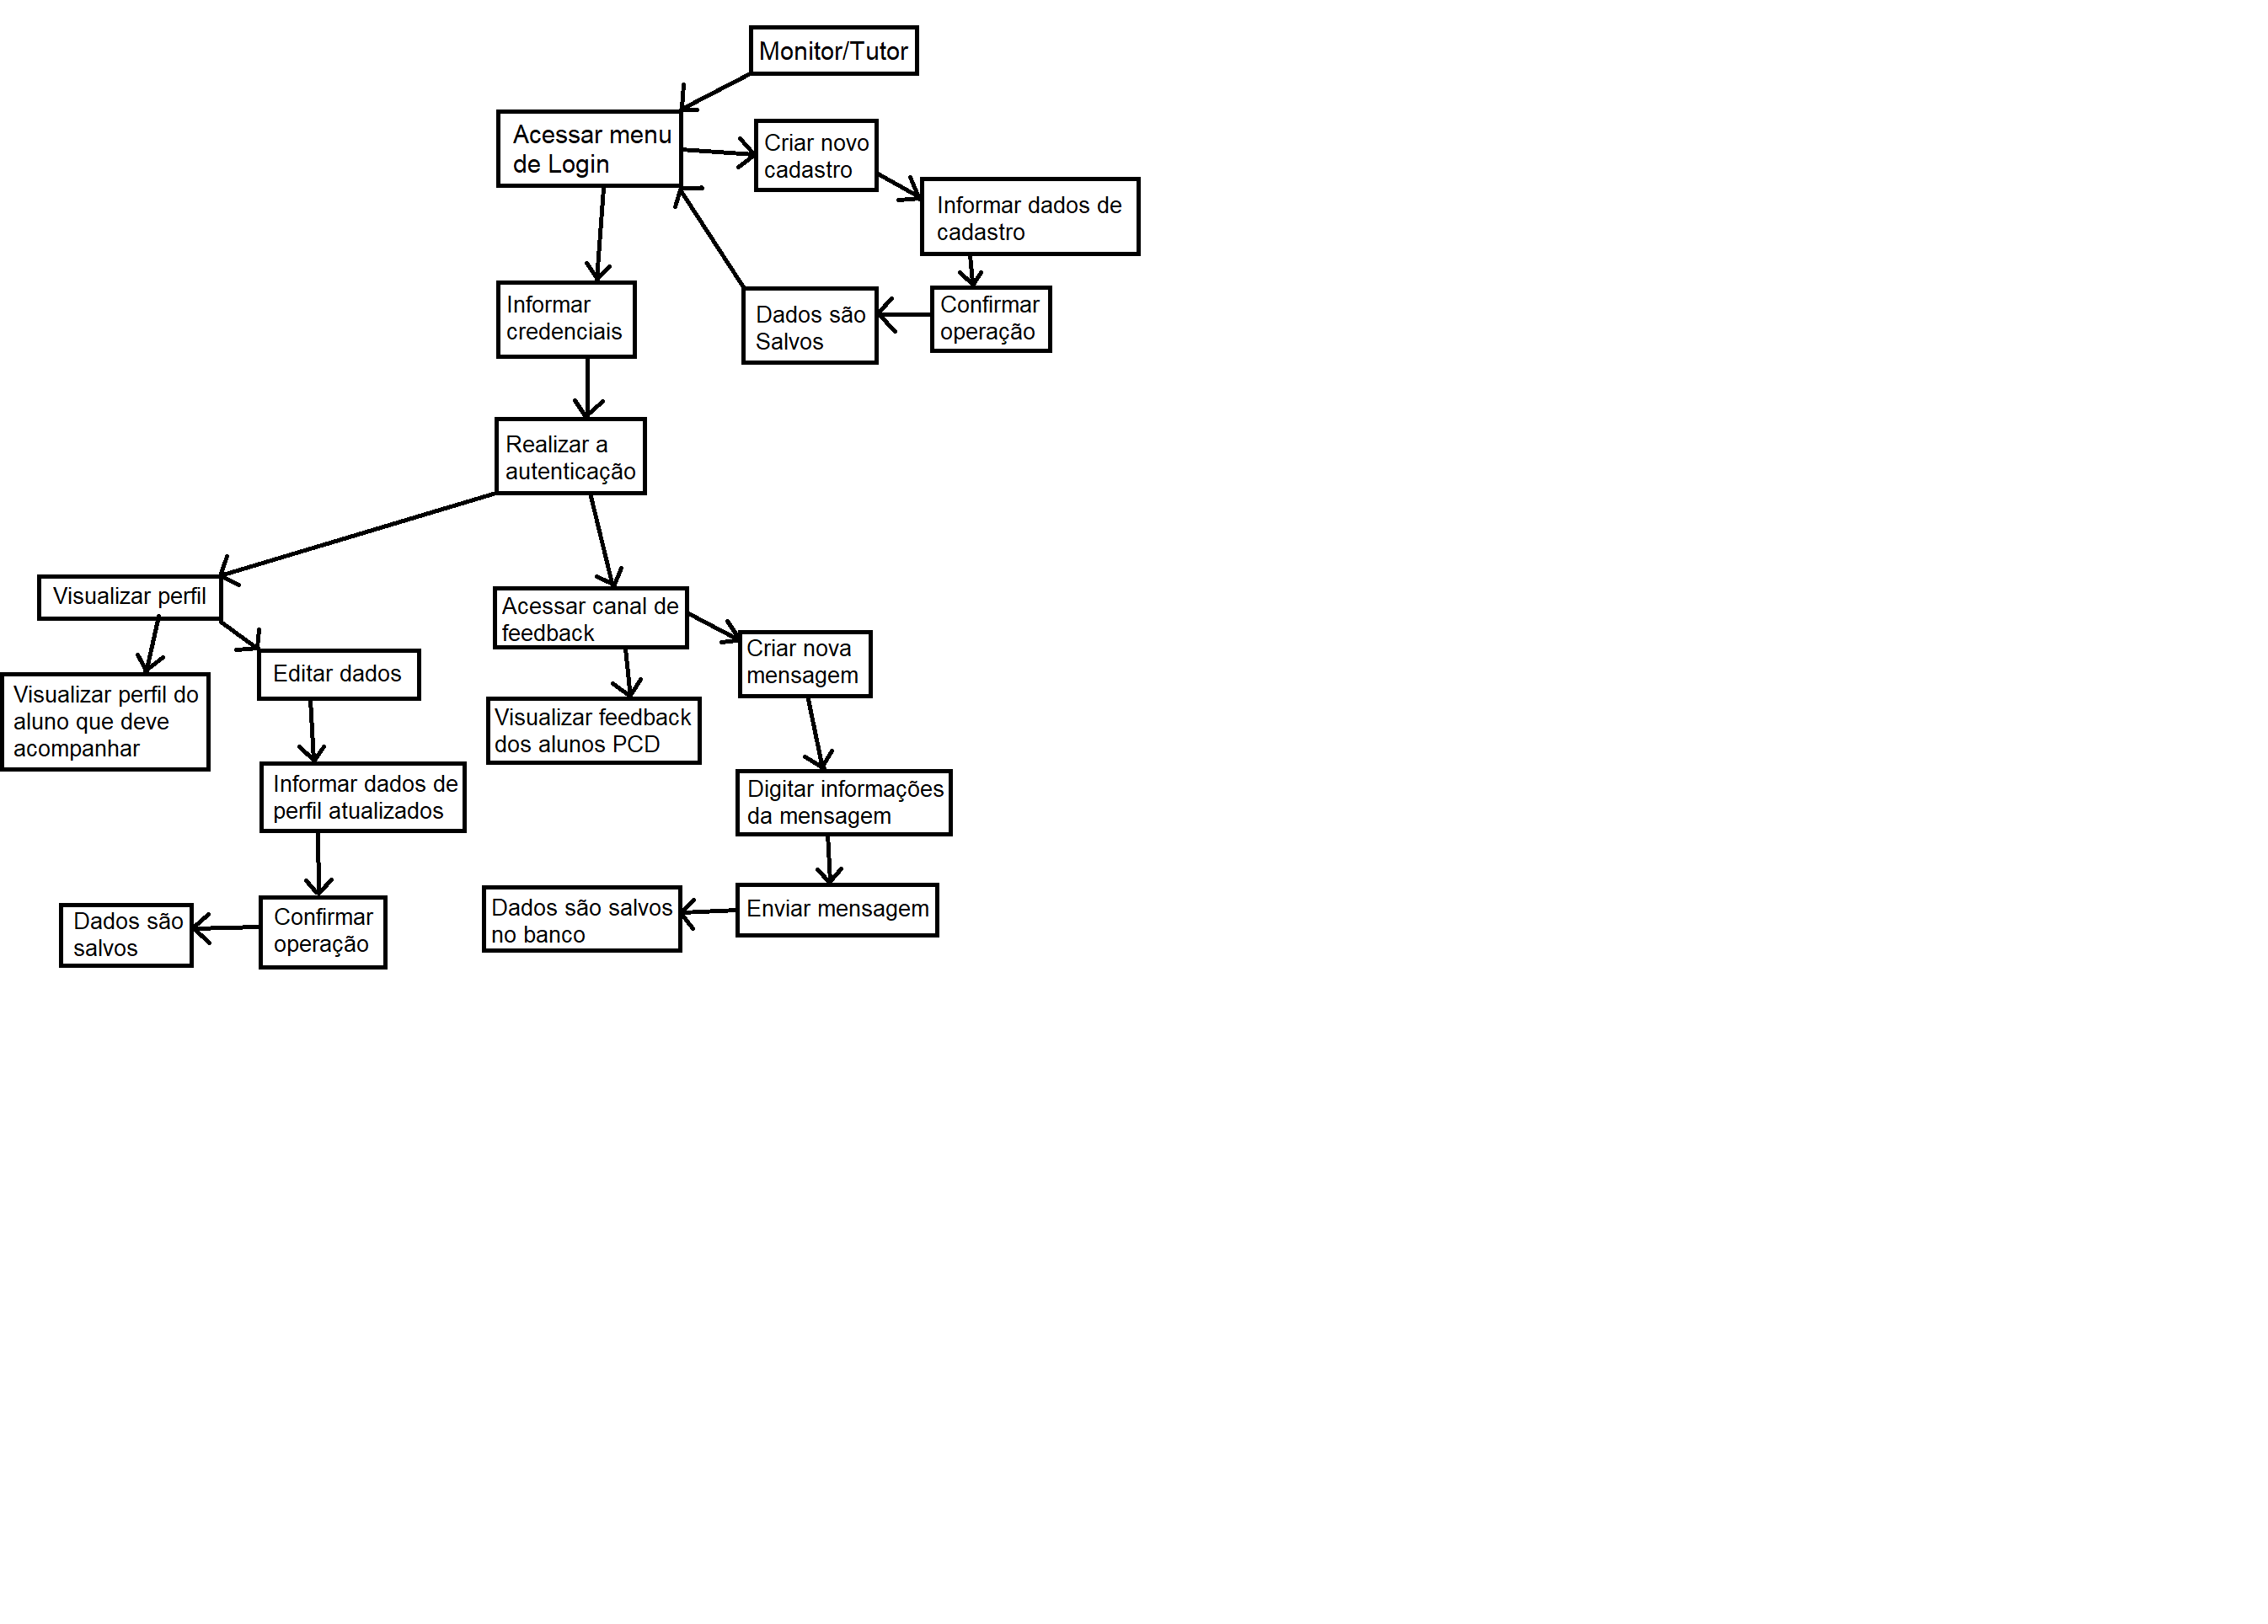 Monitor/Tutor
Acessar menu
de Login
Criar novo
cadastro
Informar dados de
cadastro
Confirmar
operação
Dados são
Salvos
Informar
credenciais
Realizar a
autenticação
Visualizar perfil
Visualizar perfil do
aluno que deve
acompanhar
Editar dados
Informar dados de
perfil atualizados
Confirmar
operação
Dados são
salvos
Acessar canal de
feedback
Visualizar feedback
dos alunos PCD
Criar nova
mensagem
Digitar informações
da mensagem
Enviar mensagem
Dados são salvos
no banco